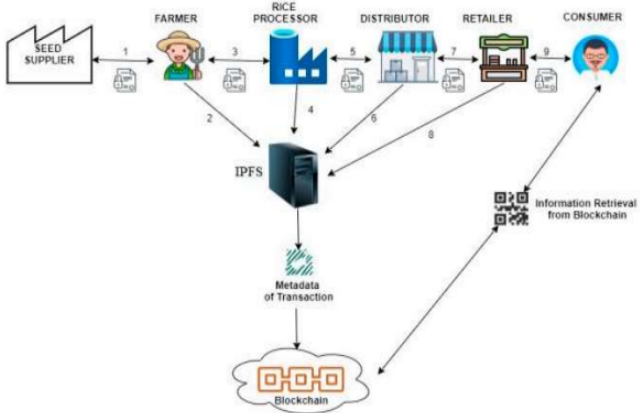 FARMER
RICE
PROCESSOR
DISTRIBUTOR
RETAILER
CONSUMER
SEED
SUPPLIER
1
3
5
7
9
2
4
6
8
IPFS
Information Retrieval
from Blockchain
Metadata
of Transaction
Blockchain